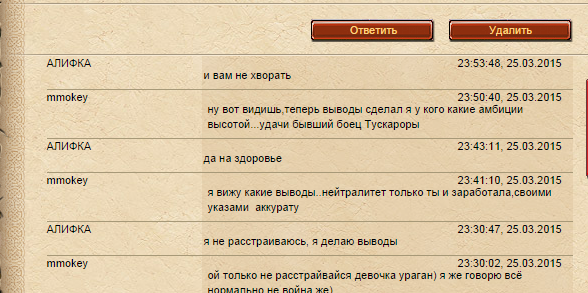 Ответить Удалить
АЛИФКА 23:53:48, 25.03.2015
и вам не хворать
mmokey 23:50:40, 25.03.2015
ну вот видишь,теперь выводы сделал я у кого какие амбиции
высотой...удачи бывший боец Тускароры
АЛИФКА 23:43:11, 25.03.2015
да на здоровье
mmokey 23:41:10, 25.03.2015
я вижу какие выводы..нейтралитет только ты и заработала,своими
указами аккурату
АЛИФКА 23:30:47, 25.03.2015
я не расстраиваюсь, я делаю выводы
mmokey 23:30:02, 25.03.2015
ой только не расстрайвайся девочка ураган) я же говорю всё
нормально не война же)